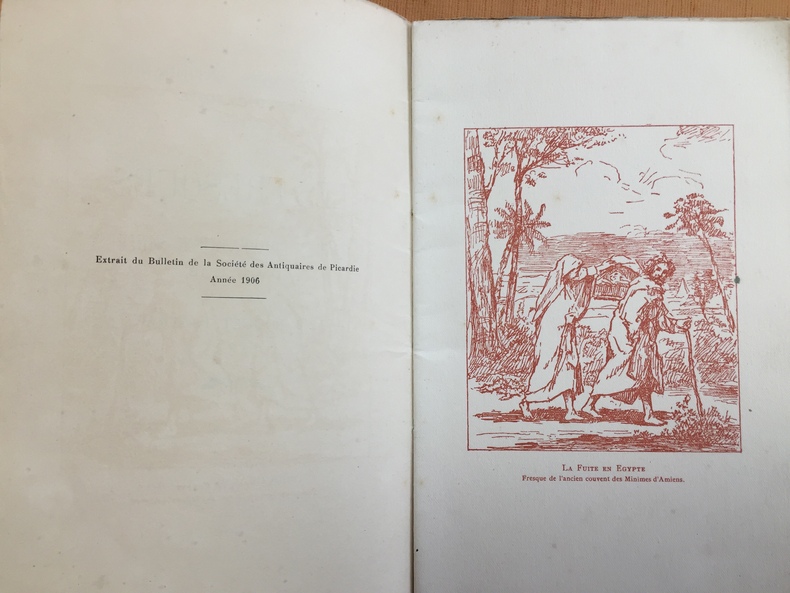 Extrait du Bulletin de la Société des Antiquaires de Picardie
Année 1906
La Fuite en Egypte
Fresque de l'ancien couvent des Minimes d'Amiens.